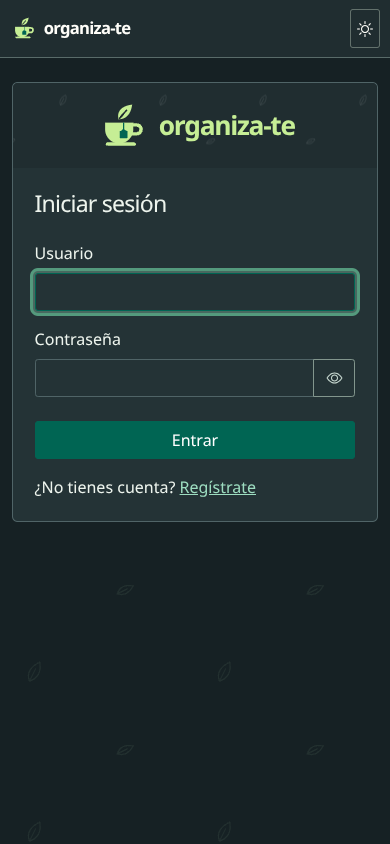 organiza-te
organiza-te
Iniciar sesión
Usuario
Contraseña
Entrar
¿No tienes cuenta? Regístrate